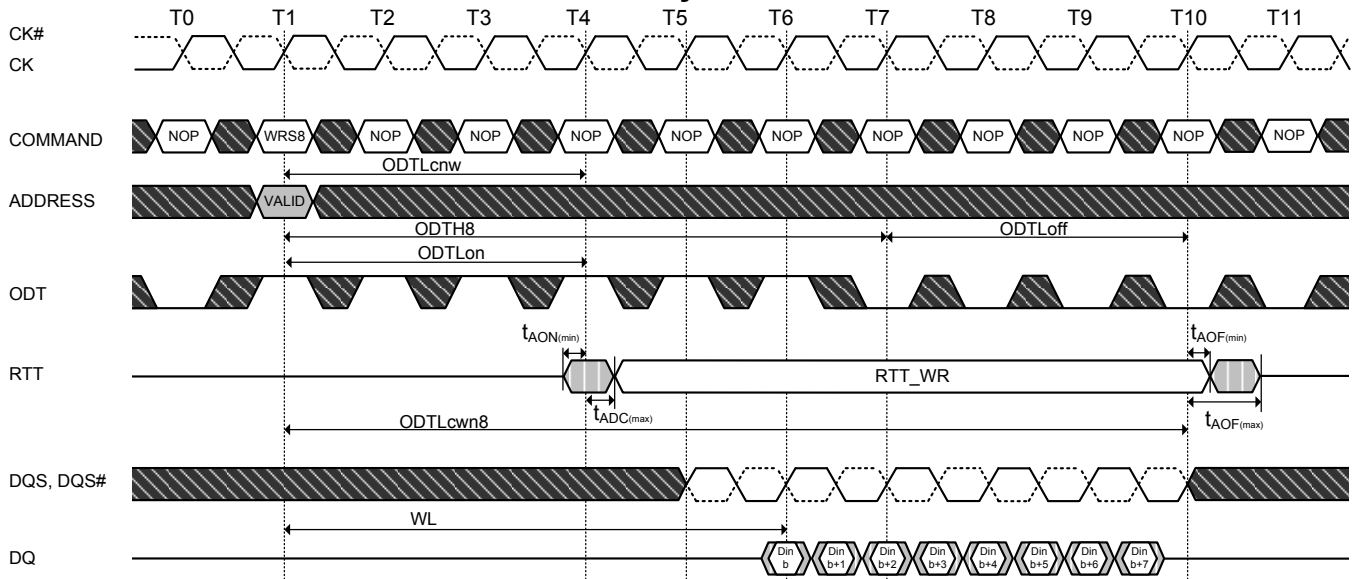 T0 T1 T2 T3 T4 T5 T6 T7 T8 T9 T10 T11
CK#
CK
COMMAND NOP WRS8 NOP NOP NOP NOP NOP NOP NOP NOP NOP NOP
ODTLcnw
ADDRESS VALID
ODTH8 ODTLoff
ODTLon
ODT
tAON(min) tAOF(min)
RTT RTT_WR
tADC(max) tAOF(max)
ODTLcwn8
DQS, DQS#
WL
DQ Din b Din b+1 Din b+2 Din b+3 Din b+4 Din b+5 Din b+6 Din b+7